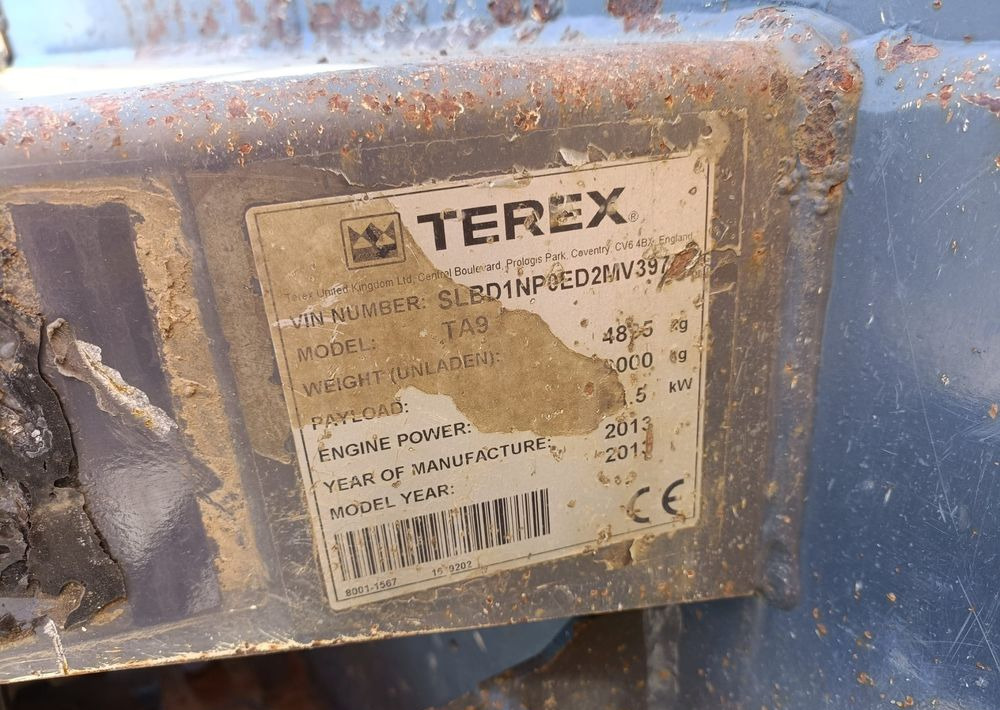 TEREX®
Terex United Kingdom Ltd, Central Boulevard, Prologis Park, Coventry, CV6 4BX, England
VIN NUMBER:
MODEL: TA9
WEIGHT (UNLADEN): kg
PAYLOAD: kg
ENGINE POWER: kW
YEAR OF MANUFACTURE: 2013
MODEL YEAR:
CE
8001-1567